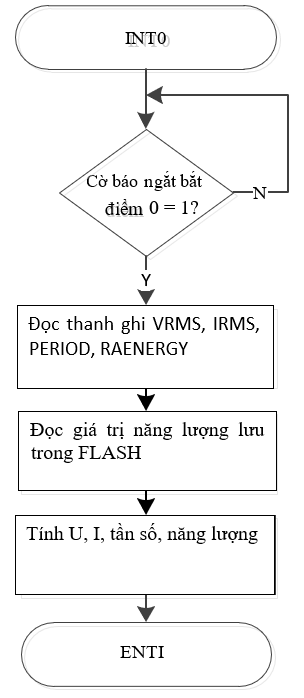 INT0
Cờ báo ngắt bắt
điểm 0 = 1?
N
Y
Đọc thanh ghi VRMS, IRMS,
PERIOD, RAENERGY
Đọc giá trị năng lượng lưu
trong FLASH
Tính U, I, tần số, năng lượng
ENTI